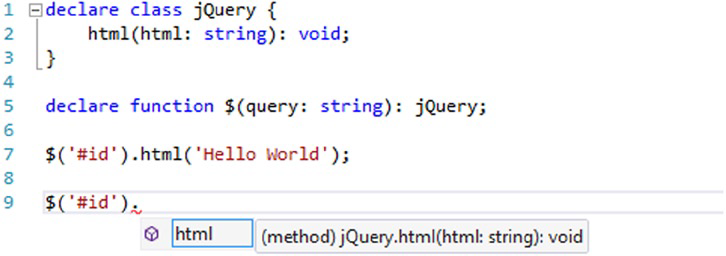 1 declare class jQuery {
2 html(html: string): void;
3 }
4
5 declare function $(query: string): jQuery;
6
7 $('#id').html('Hello World');
8
9 $('#id').
html (method) jQuery.html(html: string): void